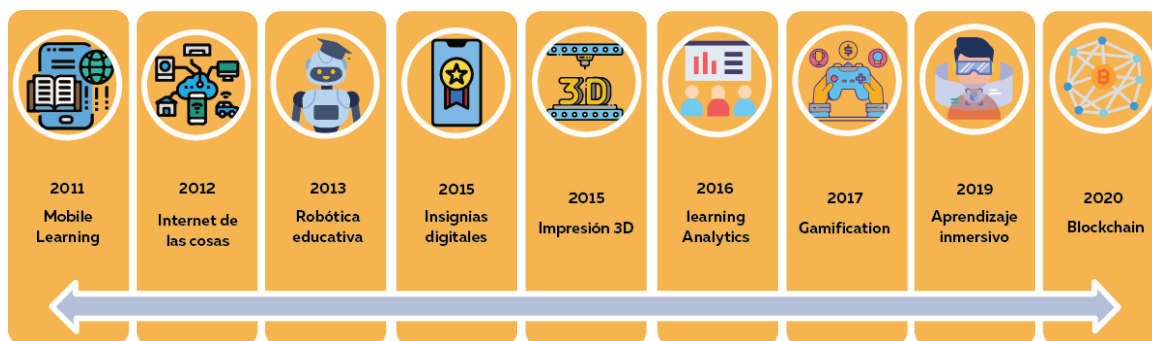 2011
Mobile
Learning
2012
Internet de
las cosas
2013
Robótica
educativa
2015
Insignias
digitales
3D
2015
Impresión 3D
2016
learning
Analytics
$
2017
Gamification
2019
Aprendizaje
inmersivo
B
2020
Blockchain